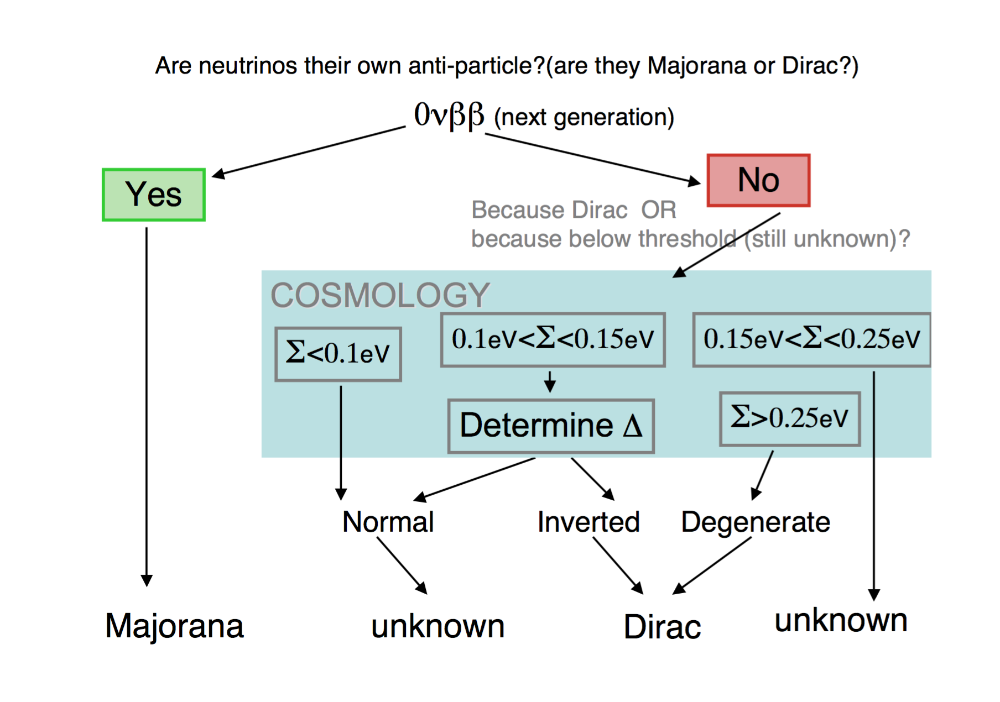 Are neutrinos their own anti-particle?(are they Majorana or Dirac?)
0νββ (next generation)
Yes
No
Because Dirac OR
because below threshold (still unknown)?
COSMOLOGY
Σ<0.1eV
0.1eV<Σ<0.15eV
0.15eV<Σ<0.25eV
Determine Δ
Σ>0.25eV
Normal
Inverted
Degenerate
Majorana
unknown
Dirac
unknown